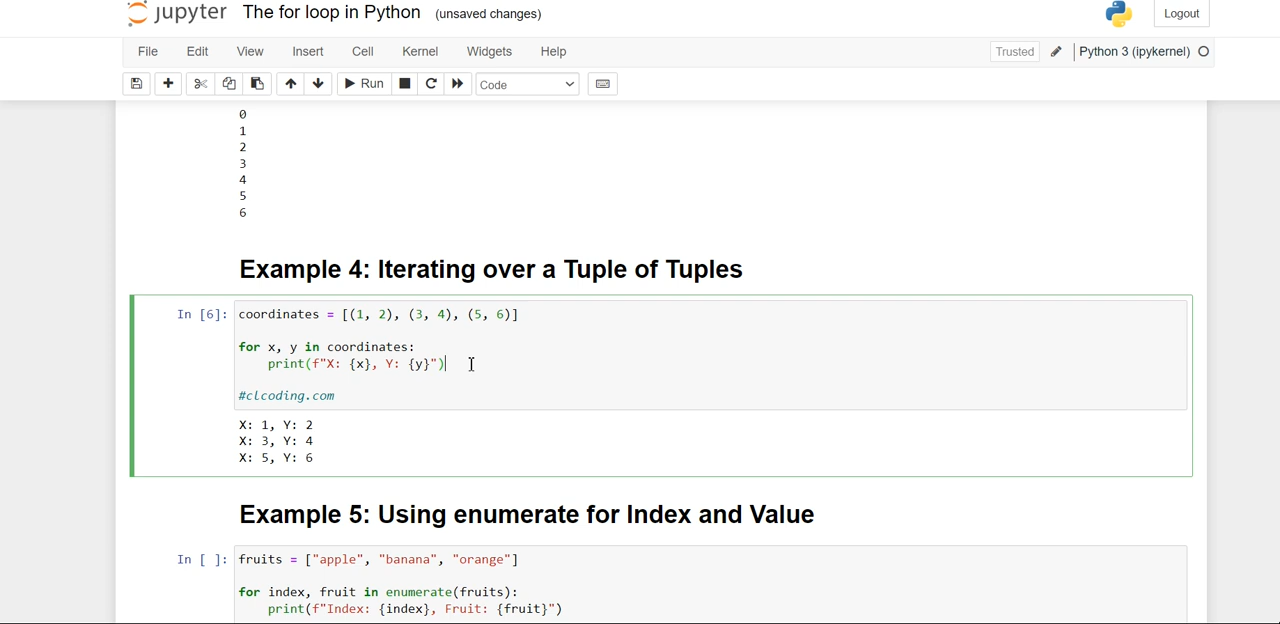 jupyter The for loop in Python (unsaved changes) Logout
File Edit View Insert Cell Kernel Widgets Help Trusted Python 3 (ipykernel)
Run Code
0
1
2
3
4
5
6
Example 4: Iterating over a Tuple of Tuples
In [6]: coordinates = [(1, 2), (3, 4), (5, 6)]
for x, y in coordinates:
    print(f"X: {x}, Y: {y}")
#clcoding.com
X: 1, Y: 2
X: 3, Y: 4
X: 5, Y: 6
Example 5: Using enumerate for Index and Value
In [ ]: fruits = ["apple", "banana", "orange"]
for index, fruit in enumerate(fruits):
    print(f"Index: {index}, Fruit: {fruit}")